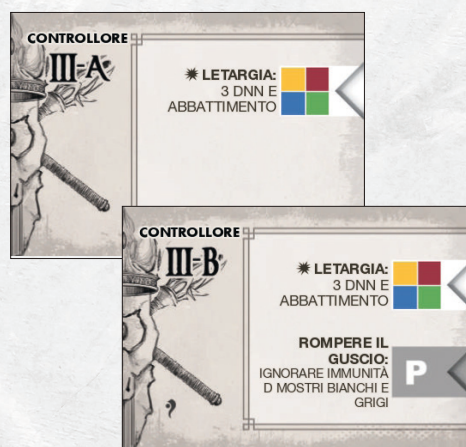 CONTROLLORE
III-A
✷ LETARGIA:
3 DNN E
ABBATTIMENTO
CONTROLLORE
III-B
✷ LETARGIA:
3 DNN E
ABBATTIMENTO
ROMPERE IL
GUSCIO:
IGNORARE IMMUNITÀ
D MOSTRI BIANCHI E
GRIGI
P